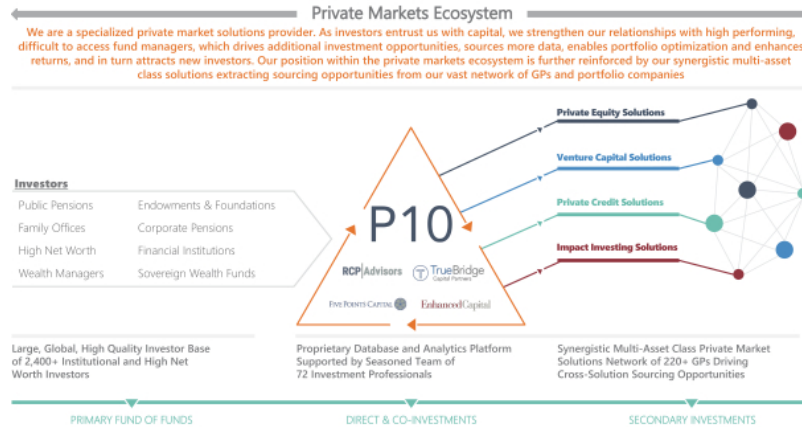 Private Markets Ecosystem
We are a specialized private market solutions provider. As investors entrust us with capital, we strengthen our relationships with high performing,
difficult to access fund managers, which drives additional investment opportunities, sources more data, enables portfolio optimization and enhances
returns, and in turn attracts new investors. Our position within the private markets ecosystem is further reinforced by our synergistic multi-asset
class solutions extracting sourcing opportunities from our vast network of GPs and portfolio companies
Investors
Public Pensions
Family Offices
High Net Worth
Wealth Managers
Endowments & Foundations
Corporate Pensions
Financial Institutions
Sovereign Wealth Funds
P10
RCP|Advisors
T TrueBridge
Capital Partners
FIVE POINTS CAPITAL
EnhancedCapital
Private Equity Solutions
Venture Capital Solutions
Private Credit Solutions
Impact Investing Solutions
Large, Global, High Quality Investor Base
of 2,400+ Institutional and High Net
Worth Investors
Proprietary Database and Analytics Platform
Supported by Seasoned Team of
72 Investment Professionals
Synergistic Multi-Asset Class Private Market
Solutions Network of 220+ GPs Driving
Cross-Solution Sourcing Opportunities
PRIMARY FUND OF FUNDS
DIRECT & CO-INVESTMENTS
SECONDARY INVESTMENTS